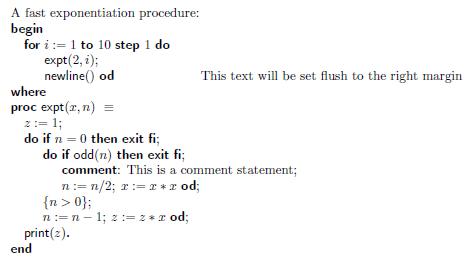 A fast exponentiation procedure:
begin
for i := 1 to 10 step 1 do
expt(2, i);
newline() od This text will be set flush to the right margin
where
proc expt(x, n) ≡
z := 1;
do if n = 0 then exit fi;
do if odd(n) then exit fi;
comment: This is a comment statement;
n := n/2; x := x ∗ x od;
{n > 0};
n := n − 1; z := z ∗ x od;
print(z).
end